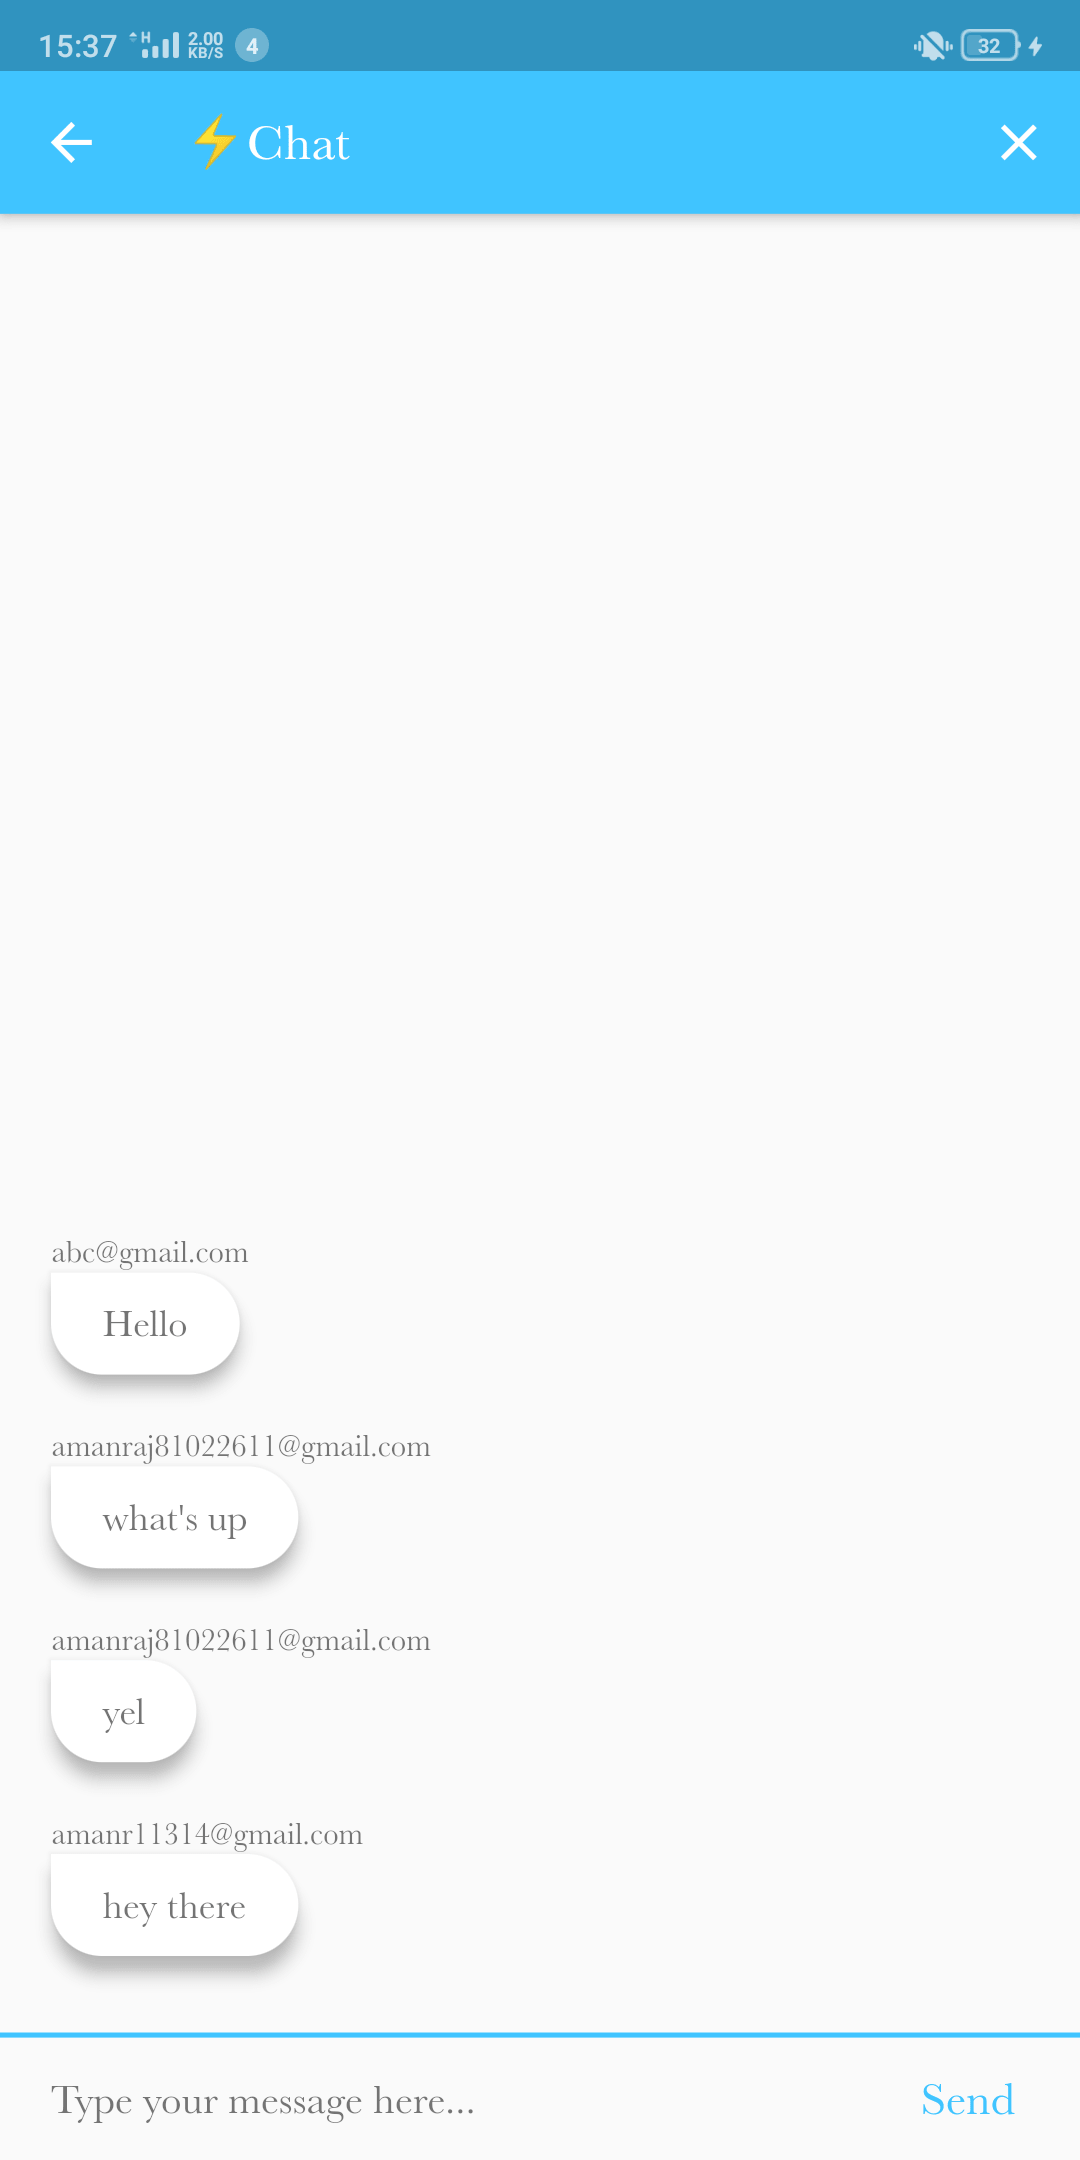 15:37 H 2.00 KB/S 4 32
⚡Chat
abc@gmail.com
Hello
amanraj81022611@gmail.com
what's up
amanraj81022611@gmail.com
yel
amanr11314@gmail.com
hey there
Type your message here... Send